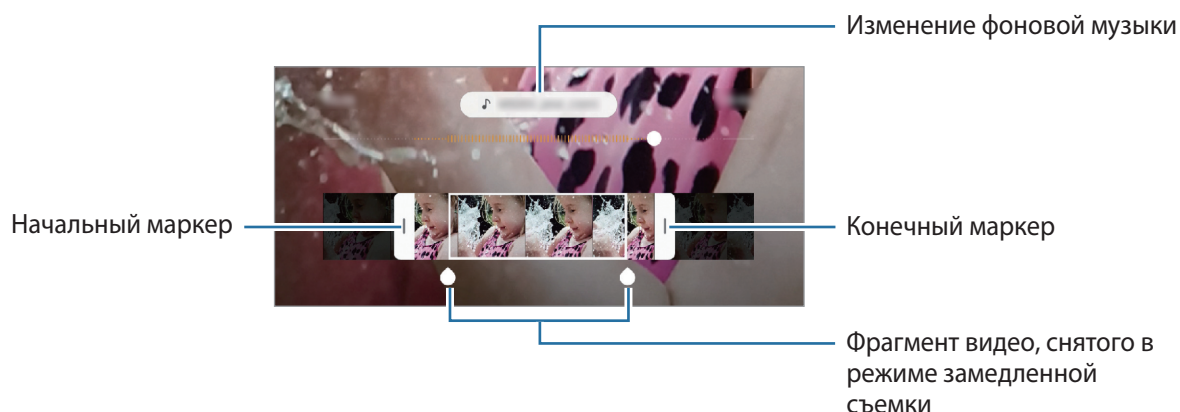 Изменение фоновой музыки
Начальный маркер
Конечный маркер
Фрагмент видео, снятого в
режиме замедленной
съемки